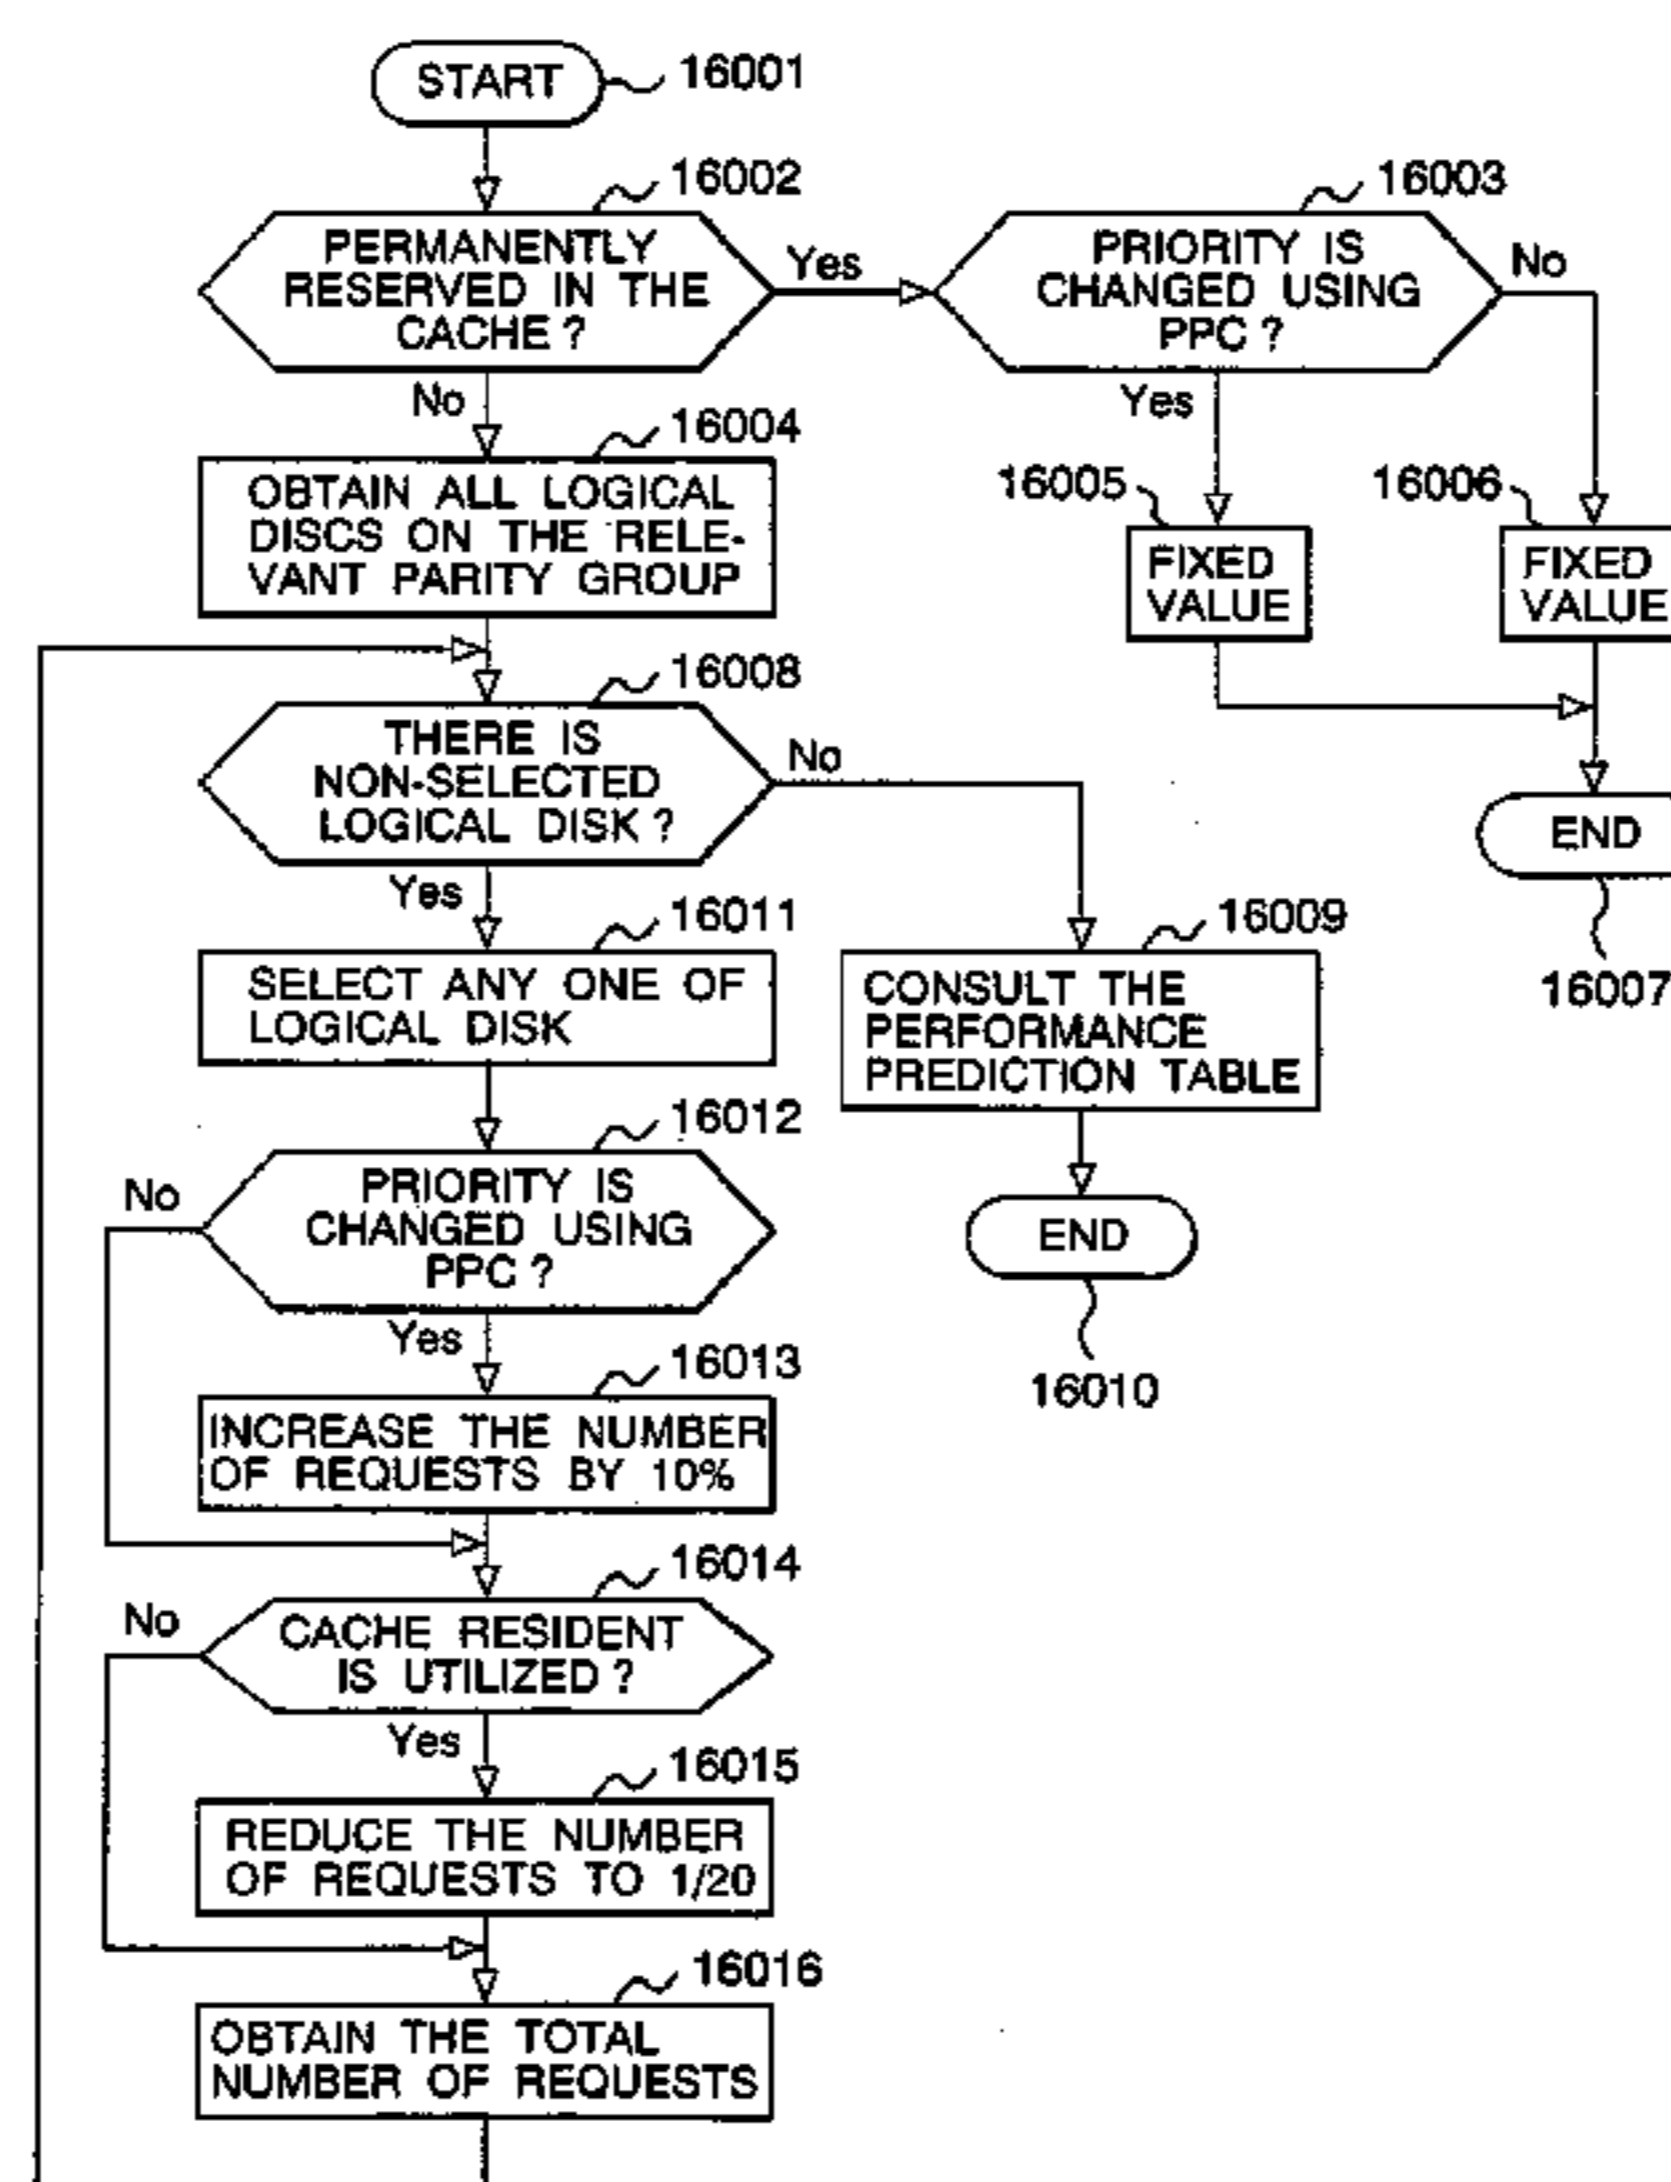 START
16001
16002
PERMANENTLY
RESERVED IN THE
CACHE ?
Yes
No
16003
PRIORITY IS
CHANGED USING
PPC ?
No
Yes
16004
OBTAIN ALL LOGICAL
DISCS ON THE RELE-
VANT PARITY GROUP
16005
FIXED
VALUE
16006
FIXED
VALUE
END
16007
16008
THERE IS
NON-SELECTED
LOGICAL DISK ?
No
Yes
16011
SELECT ANY ONE OF
LOGICAL DISK
16009
CONSULT THE
PERFORMANCE
PREDICTION TABLE
END
16010
16012
PRIORITY IS
CHANGED USING
PPC ?
No
Yes
16013
INCREASE THE NUMBER
OF REQUESTS BY 10%
16014
CACHE RESIDENT
IS UTILIZED ?
No
Yes
16015
REDUCE THE NUMBER
OF REQUESTS TO 1/20
16016
OBTAIN THE TOTAL
NUMBER OF REQUESTS